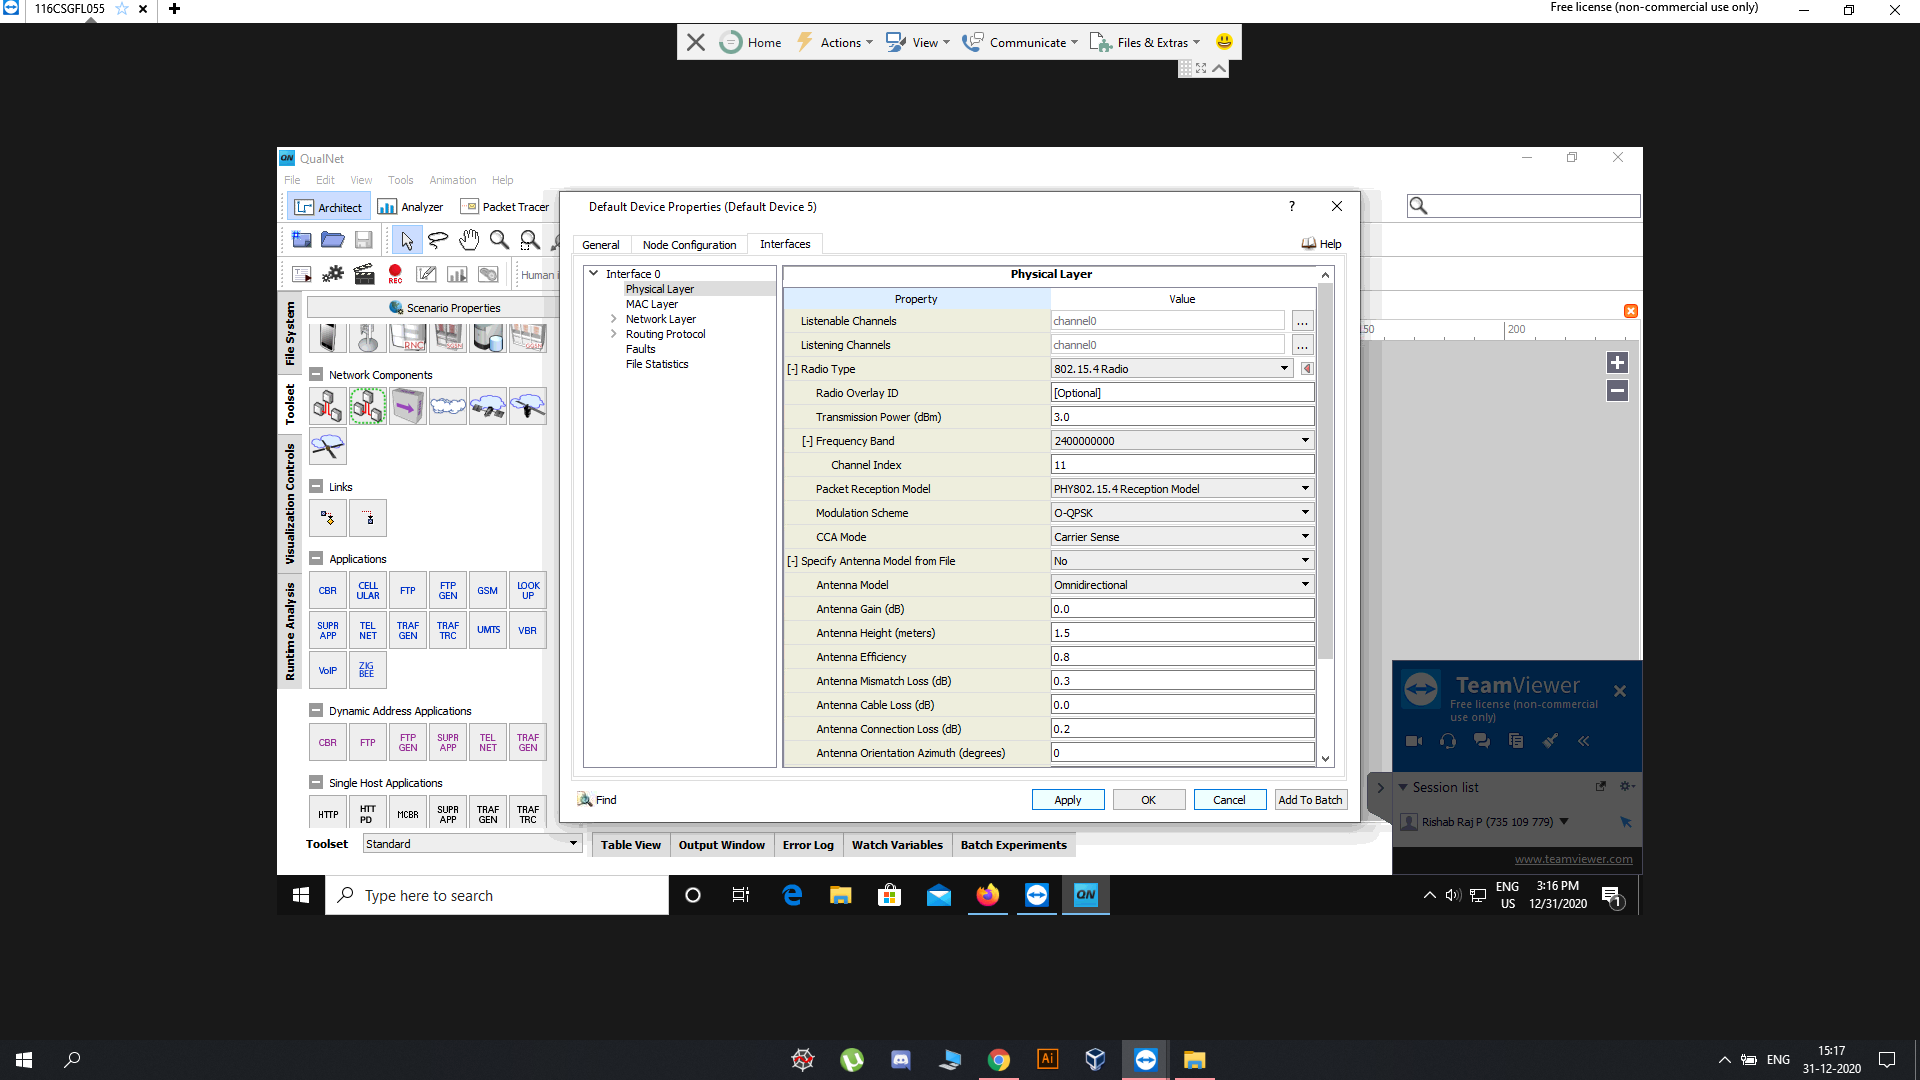 116CSGFL055
Free license (non-commercial use only)
Home
Actions
View
Communicate
Files & Extras
QN QualNet
File Edit View Tools Animation Help
Architect
Analyzer
Packet Tracer
Default Device Properties (Default Device 5)
?
General
Node Configuration
Interfaces
Help
REC
Human
Scenario Properties
File System
Toolset
Visualization Controls
Runtime Analysis
RNC
Network Components
Links
Applications
CBR
CELL ULAR
FTP
FTP GEN
GSM
LOOK UP
SUPR APP
TEL NET
TRAF GEN
TRAF TRC
UMTS
VBR
VoIP
ZIG BEE
Dynamic Address Applications
CBR
FTP
FTP GEN
SUPR APP
TEL NET
TRAF GEN
Single Host Applications
HTTP
HTT PD
MCBR
SUPR APP
TRAF GEN
TRAF TRC
Toolset
Standard
Interface 0
Physical Layer
MAC Layer
Network Layer
Routing Protocol
Faults
File Statistics
Physical Layer
Property Value
Listenable Channels channel0 ...
Listening Channels channel0 ...
[-] Radio Type 802.15.4 Radio
Radio Overlay ID [Optional]
Transmission Power (dBm) 3.0
[-] Frequency Band 2400000000
Channel Index 11
Packet Reception Model PHY802.15.4 Reception Model
Modulation Scheme O-QPSK
CCA Mode Carrier Sense
[-] Specify Antenna Model from File No
Antenna Model Omnidirectional
Antenna Gain (dB) 0.0
Antenna Height (meters) 1.5
Antenna Efficiency 0.8
Antenna Mismatch Loss (dB) 0.3
Antenna Cable Loss (dB) 0.0
Antenna Connection Loss (dB) 0.2
Antenna Orientation Azimuth (degrees) 0
Find
Apply
OK
Cancel
Add To Batch
Table View
Output Window
Error Log
Watch Variables
Batch Experiments
50
200
TeamViewer
Free license (non-commercial
use only)
Session list
Rishab Raj P (735 109 779)
www.teamviewer.com
Type here to search
QN
ENG
US
3:16 PM
12/31/2020
1
Ai
ENG
15:17
31-12-2020